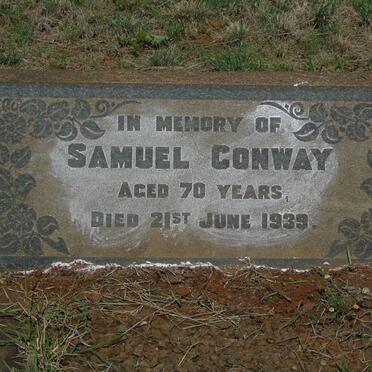 IN MEMORY OF
SAMUEL CONWAY
AGED 70 YEARS,
DIED 21ST JUNE 1939.